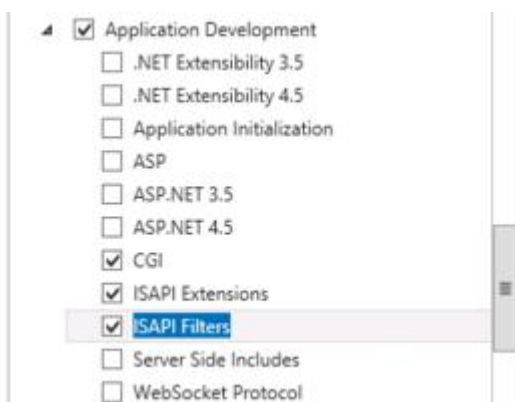 Application Development
.NET Extensibility 3.5
.NET Extensibility 4.5
Application Initialization
ASP
ASP.NET 3.5
ASP.NET 4.5
CGI
ISAPI Extensions
ISAPI Filters
Server Side Includes
WebSocket Protocol